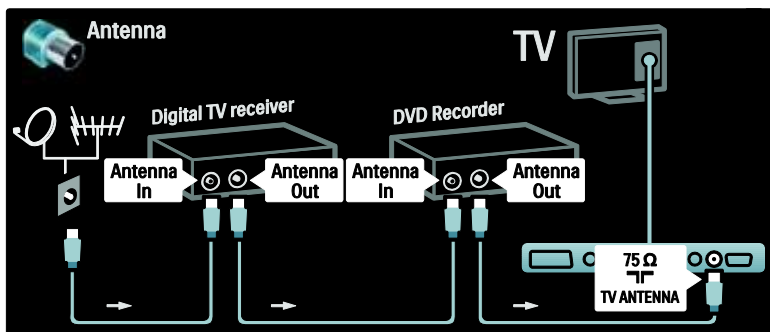 Antenna
TV
Digital TV receiver
DVD Recorder
Antenna
In
Antenna
Out
Antenna
In
Antenna
Out
75 Ω
TV ANTENNA